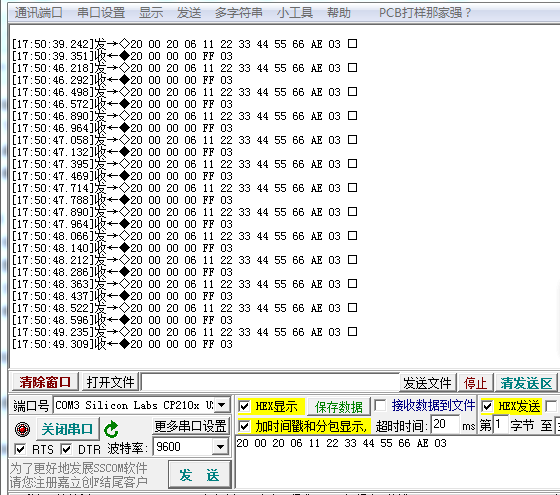 通讯端口 串口设置 显示 发送 多字符串 小工具 帮助 PCB打样那家强？
[17:50:39.242]发→◇20 00 20 06 11 22 33 44 55 66 AE 03 □
[17:50:39.351]收←◆20 00 00 00 FF 03
[17:50:46.218]发→◇20 00 20 06 11 22 33 44 55 66 AE 03 □
[17:50:46.292]收←◆20 00 00 00 FF 03
[17:50:46.498]发→◇20 00 20 06 11 22 33 44 55 66 AE 03 □
[17:50:46.572]收←◆20 00 00 00 FF 03
[17:50:46.890]发→◇20 00 20 06 11 22 33 44 55 66 AE 03 □
[17:50:46.964]收←◆20 00 00 00 FF 03
[17:50:47.058]发→◇20 00 20 06 11 22 33 44 55 66 AE 03 □
[17:50:47.132]收←◆20 00 00 00 FF 03
[17:50:47.395]发→◇20 00 20 06 11 22 33 44 55 66 AE 03 □
[17:50:47.469]收←◆20 00 00 00 FF 03
[17:50:47.714]发→◇20 00 20 06 11 22 33 44 55 66 AE 03 □
[17:50:47.788]收←◆20 00 00 00 FF 03
[17:50:47.890]发→◇20 00 20 06 11 22 33 44 55 66 AE 03 □
[17:50:47.964]收←◆20 00 00 00 FF 03
[17:50:48.066]发→◇20 00 20 06 11 22 33 44 55 66 AE 03 □
[17:50:48.140]收←◆20 00 00 00 FF 03
[17:50:48.212]发→◇20 00 20 06 11 22 33 44 55 66 AE 03 □
[17:50:48.286]收←◆20 00 00 00 FF 03
[17:50:48.363]发→◇20 00 20 06 11 22 33 44 55 66 AE 03 □
[17:50:48.437]收←◆20 00 00 00 FF 03
[17:50:48.522]发→◇20 00 20 06 11 22 33 44 55 66 AE 03 □
[17:50:48.596]收←◆20 00 00 00 FF 03
[17:50:49.235]发→◇20 00 20 06 11 22 33 44 55 66 AE 03 □
[17:50:49.309]收←◆20 00 00 00 FF 03
清除窗口 打开文件 发送文件 停止 清发送区
端口号 COM3 Silicon Labs CP210x U HEX显示 保存数据 接收数据到文件 HEX发送
关闭串口 更多串口设置 加时间戳和分包显示, 超时时间: 20 ms 第 1 字节 至
RTS DTR 波特率: 9600 20 00 20 06 11 22 33 44 55 66 AE 03
为了更好地发展SSCOM软件
请您注册嘉立创F结尾客户
发 送